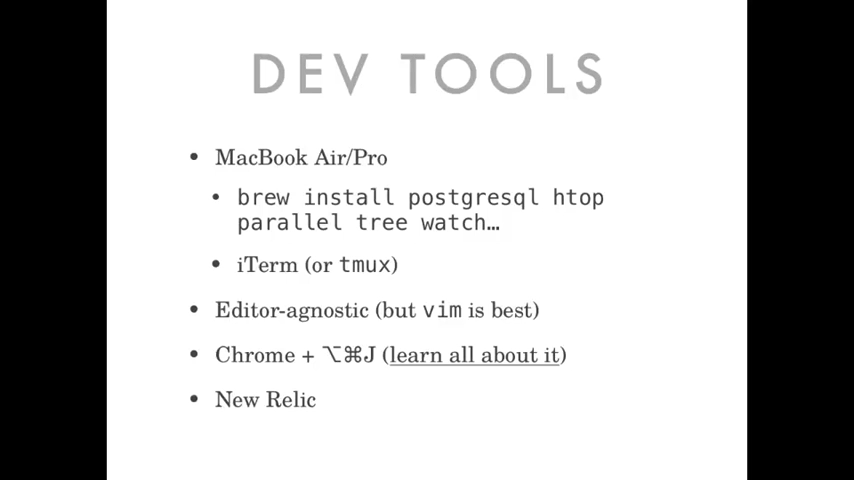 DEV TOOLS
• MacBook Air/Pro
• brew install postgresql htop
parallel tree watch…
• iTerm (or tmux)
• Editor-agnostic (but vim is best)
• Chrome + ⌥⌘J (learn all about it)
• New Relic